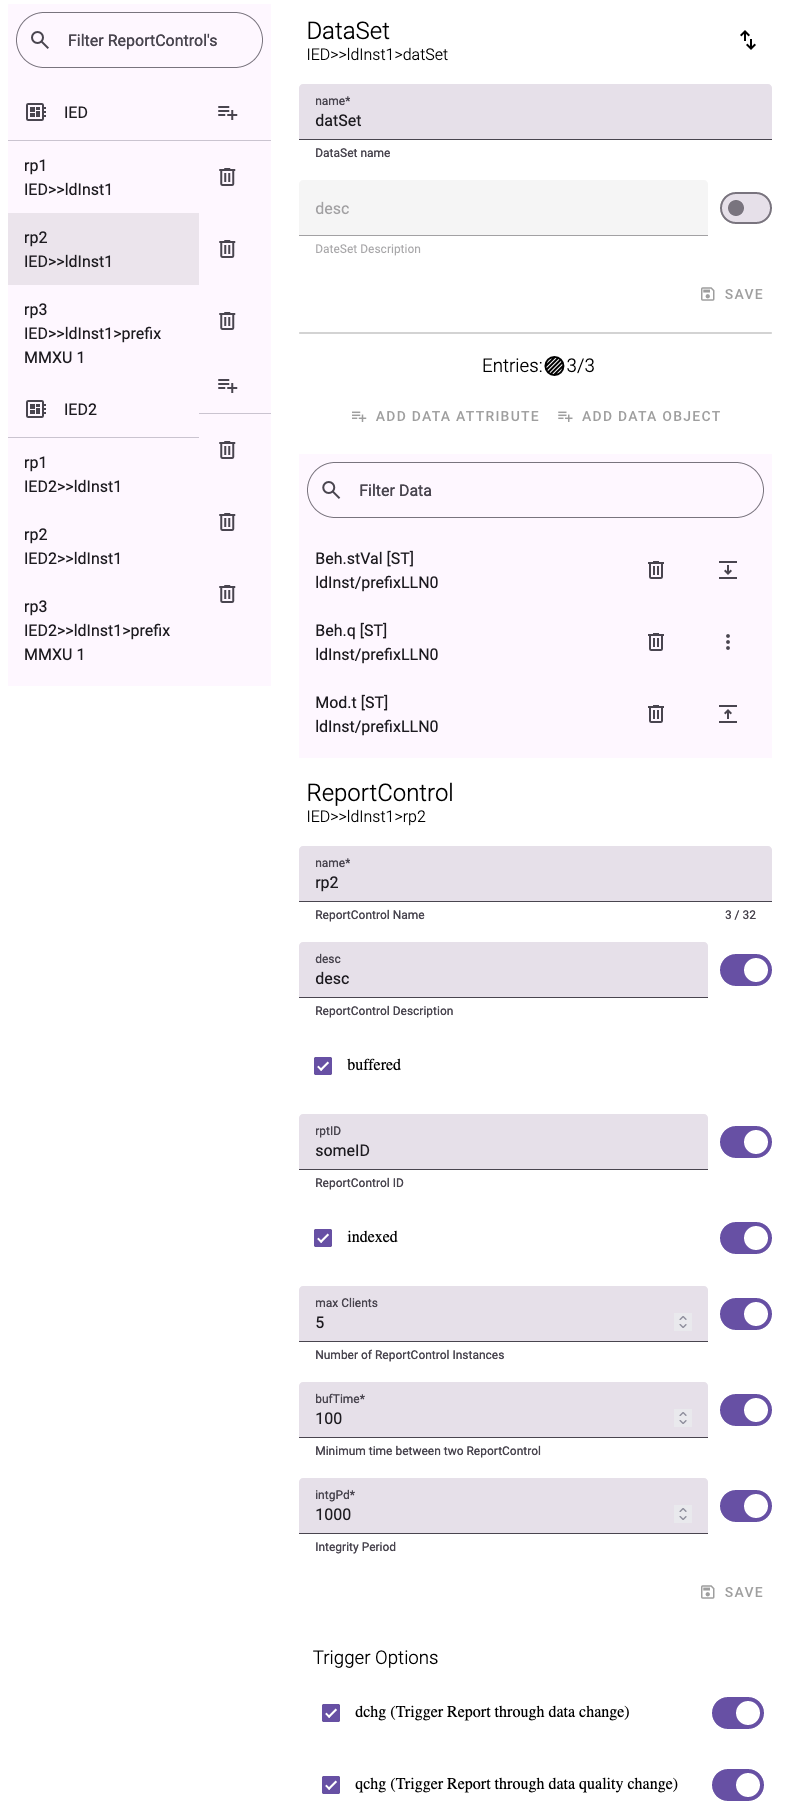 Filter ReportControl's
IED
rp1
IED>>ldInst1
rp2
IED>>ldInst1
rp3
IED>>ldInst1>prefix
MMXU 1
IED2
rp1
IED2>>ldInst1
rp2
IED2>>ldInst1
rp3
IED2>>ldInst1>prefix
MMXU 1
DataSet
IED>>ldInst1>datSet
name*
datSet
DataSet name
desc
DateSet Description
SAVE
Entries: 3/3
ADD DATA ATTRIBUTE ADD DATA OBJECT
Filter Data
Beh.stVal [ST]
ldInst/prefixLLN0
Beh.q [ST]
ldInst/prefixLLN0
Mod.t [ST]
ldInst/prefixLLN0
ReportControl
IED>>ldInst1>rp2
name*
rp2
ReportControl Name 3 / 32
desc
desc
ReportControl Description
buffered
rptID
someID
ReportControl ID
indexed
max Clients
5
Number of ReportControl Instances
bufTime*
100
Minimum time between two ReportControl
intgPd*
1000
Integrity Period
SAVE
Trigger Options
dchg (Trigger Report through data change)
qchg (Trigger Report through data quality change)